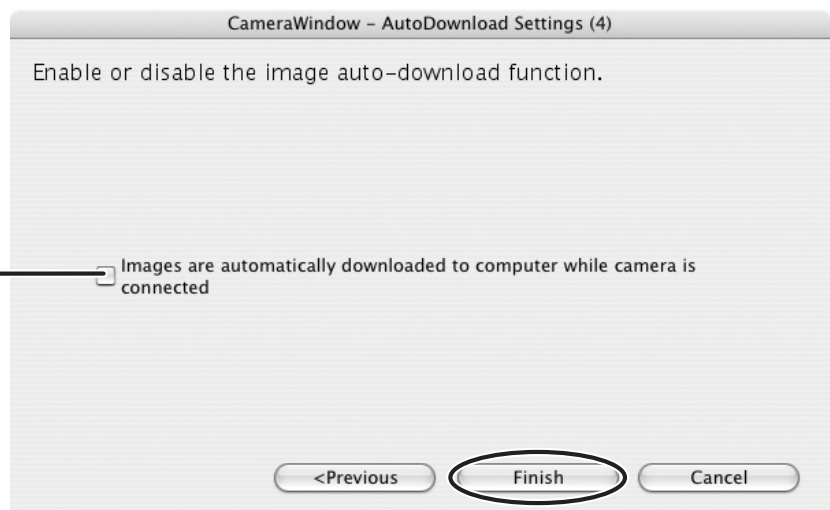 CameraWindow – AutoDownload Settings (4)
Enable or disable the image auto–download function.
Images are automatically downloaded to computer while camera is
connected
<Previous
Finish
Cancel